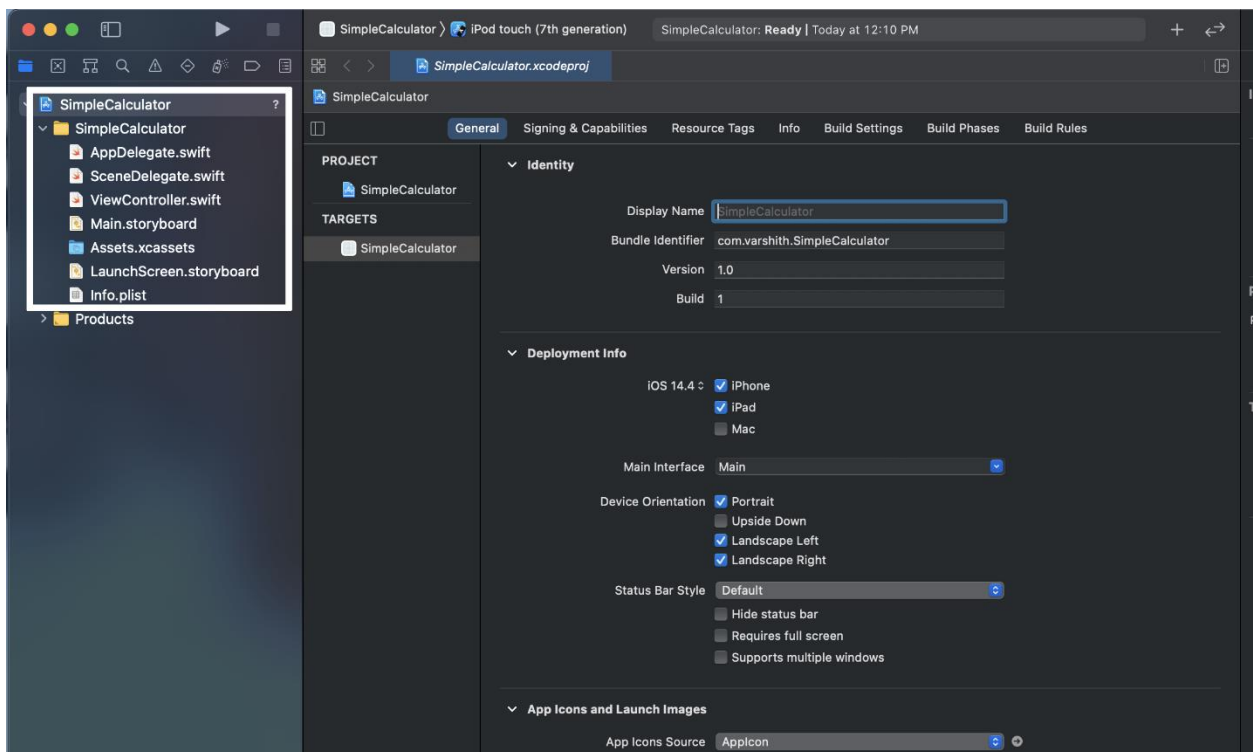 SimpleCalculator 〉 iPod touch (7th generation) SimpleCalculator: Ready | Today at 12:10 PM
SimpleCalculator.xcodeproj
SimpleCalculator ?
SimpleCalculator
AppDelegate.swift
SceneDelegate.swift
ViewController.swift
Main.storyboard
Assets.xcassets
LaunchScreen.storyboard
Info.plist
Products
SimpleCalculator
General Signing & Capabilities Resource Tags Info Build Settings Build Phases Build Rules
PROJECT
SimpleCalculator
TARGETS
SimpleCalculator
Identity
Display Name SimpleCalculator
Bundle Identifier com.varshith.SimpleCalculator
Version 1.0
Build 1
Deployment Info
iOS 14.4 iPhone
iPad
Mac
Main Interface Main
Device Orientation Portrait
Upside Down
Landscape Left
Landscape Right
Status Bar Style Default
Hide status bar
Requires full screen
Supports multiple windows
App Icons and Launch Images
App Icons Source AppIcon